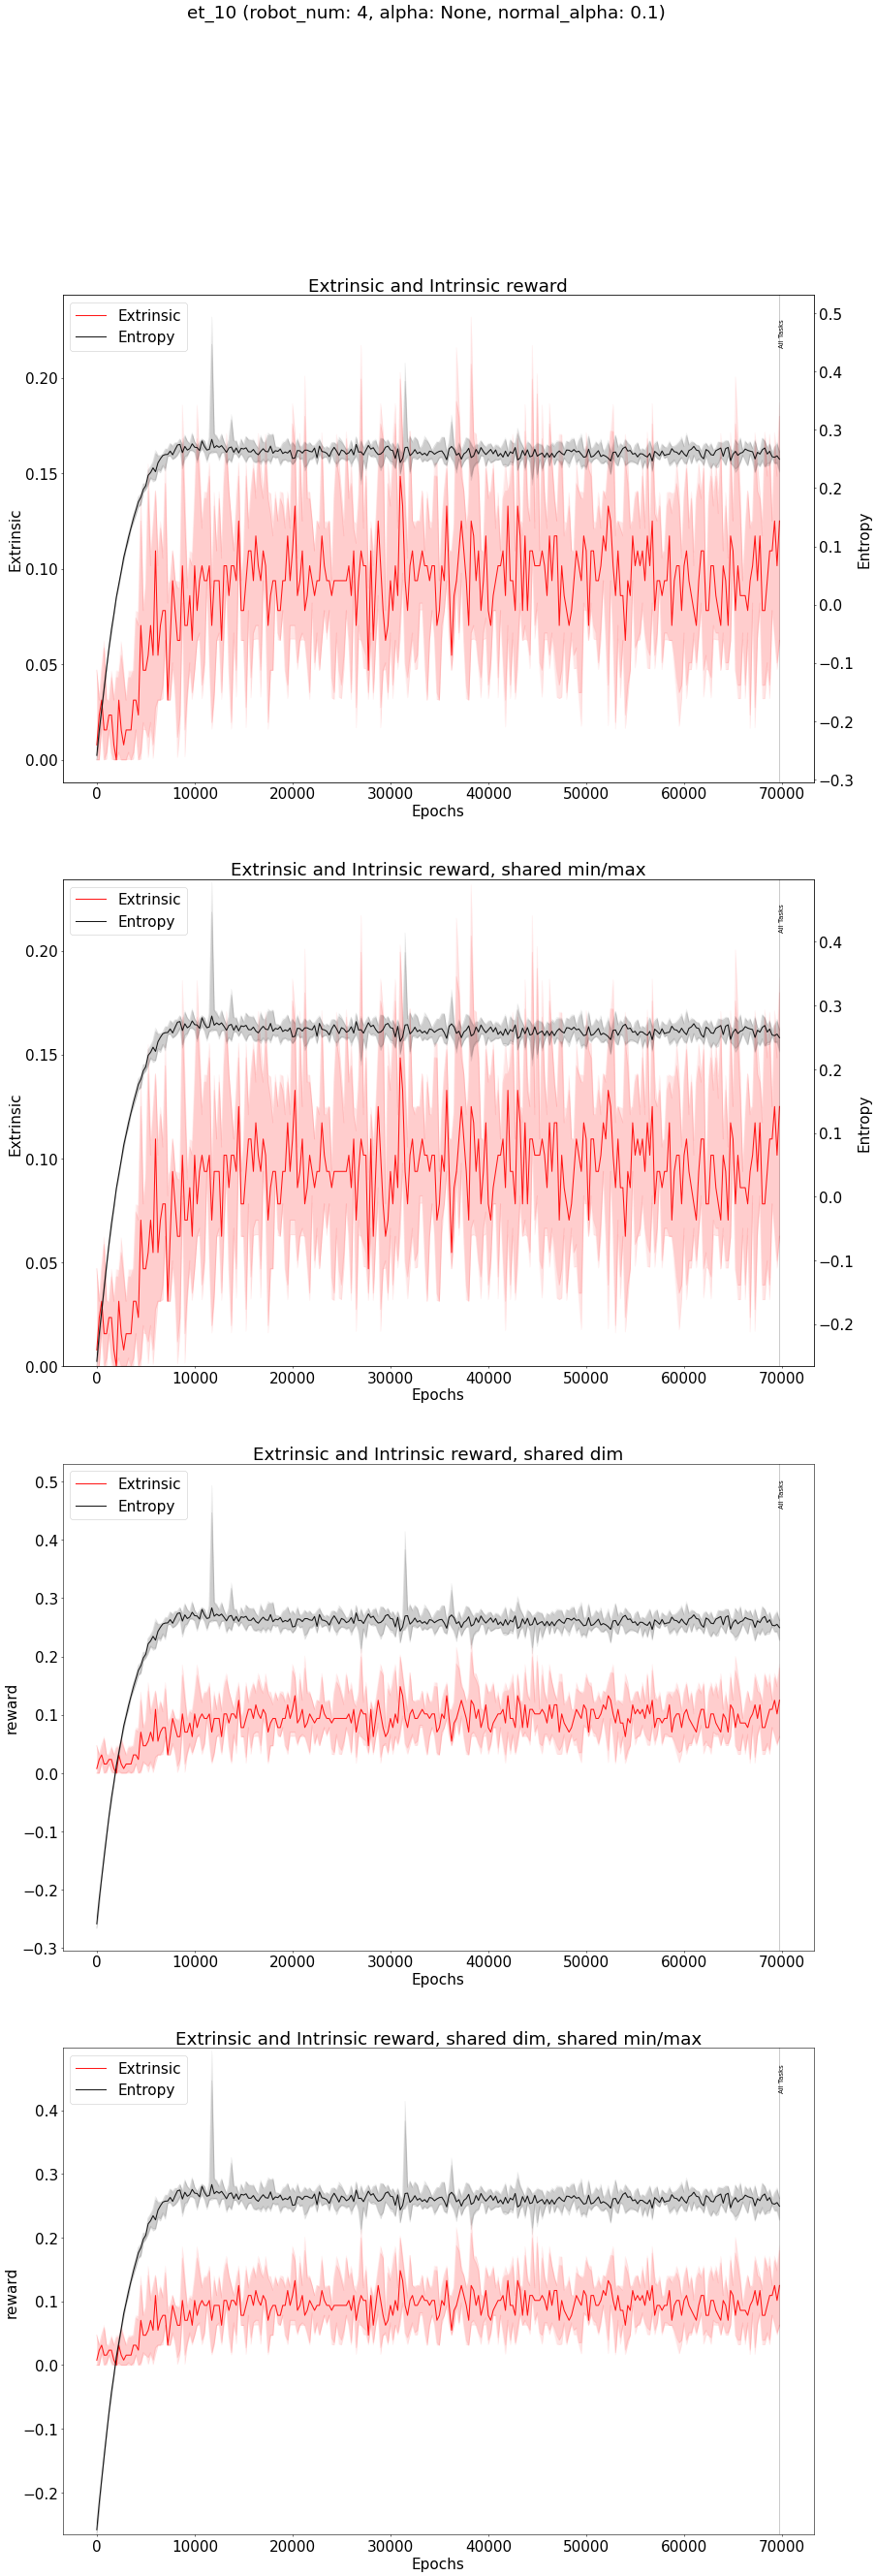 et_10 (robot_num: 4, alpha: None, normal_alpha: 0.1)
Extrinsic and Intrinsic reward
Extrinsic
Entropy
All Tasks
0.20
0.15
0.10
0.05
0.00
Extrinsic
0.5
0.4
0.3
0.2
0.1
0.0
−0.1
−0.2
−0.3
Entropy
0 10000 20000 30000 40000 50000 60000 70000
Epochs
Extrinsic and Intrinsic reward, shared min/max
Extrinsic
Entropy
All Tasks
0.20
0.15
0.10
0.05
0.00
Extrinsic
0.4
0.3
0.2
0.1
0.0
−0.1
−0.2
Entropy
0 10000 20000 30000 40000 50000 60000 70000
Epochs
Extrinsic and Intrinsic reward, shared dim
Extrinsic
Entropy
All Tasks
0.5
0.4
0.3
0.2
0.1
0.0
−0.1
−0.2
−0.3
reward
0 10000 20000 30000 40000 50000 60000 70000
Epochs
Extrinsic and Intrinsic reward, shared dim, shared min/max
Extrinsic
Entropy
All Tasks
0.4
0.3
0.2
0.1
0.0
−0.1
−0.2
reward
0 10000 20000 30000 40000 50000 60000 70000
Epochs